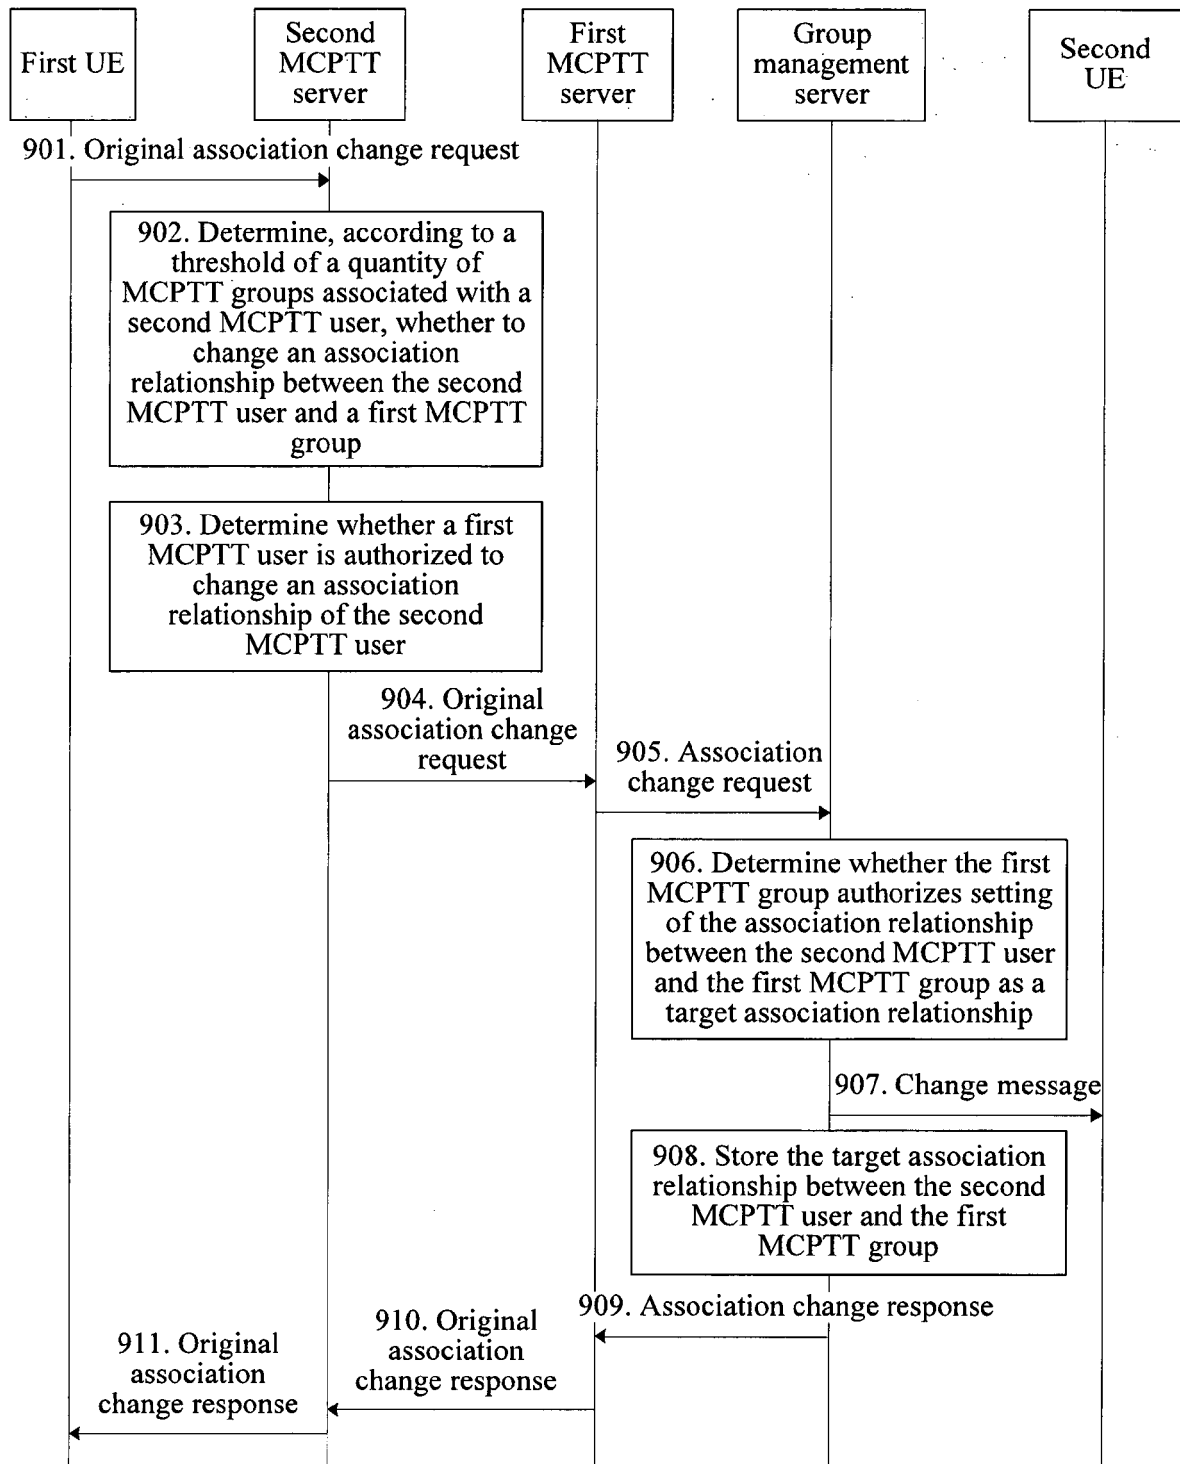 First UE
Second
MCPTT
server
First
MCPTT
server
Group
management
server
Second
UE
901. Original association change request
902. Determine, according to a
threshold of a quantity of
MCPTT groups associated with a
second MCPTT user, whether to
change an association
relationship between the second
MCPTT user and a first MCPTT
group
903. Determine whether a first
MCPTT user is authorized to
change an association
relationship of the second
MCPTT user
904. Original
association change
request
905. Association
change request
906. Determine whether the first
MCPTT group authorizes setting
of the association relationship
between the second MCPTT user
and the first MCPTT group as a
target association relationship
907. Change message
908. Store the target association
relationship between the second
MCPTT user and the first
MCPTT group
909. Association change response
910. Original
association
change response
911. Original
association
change response